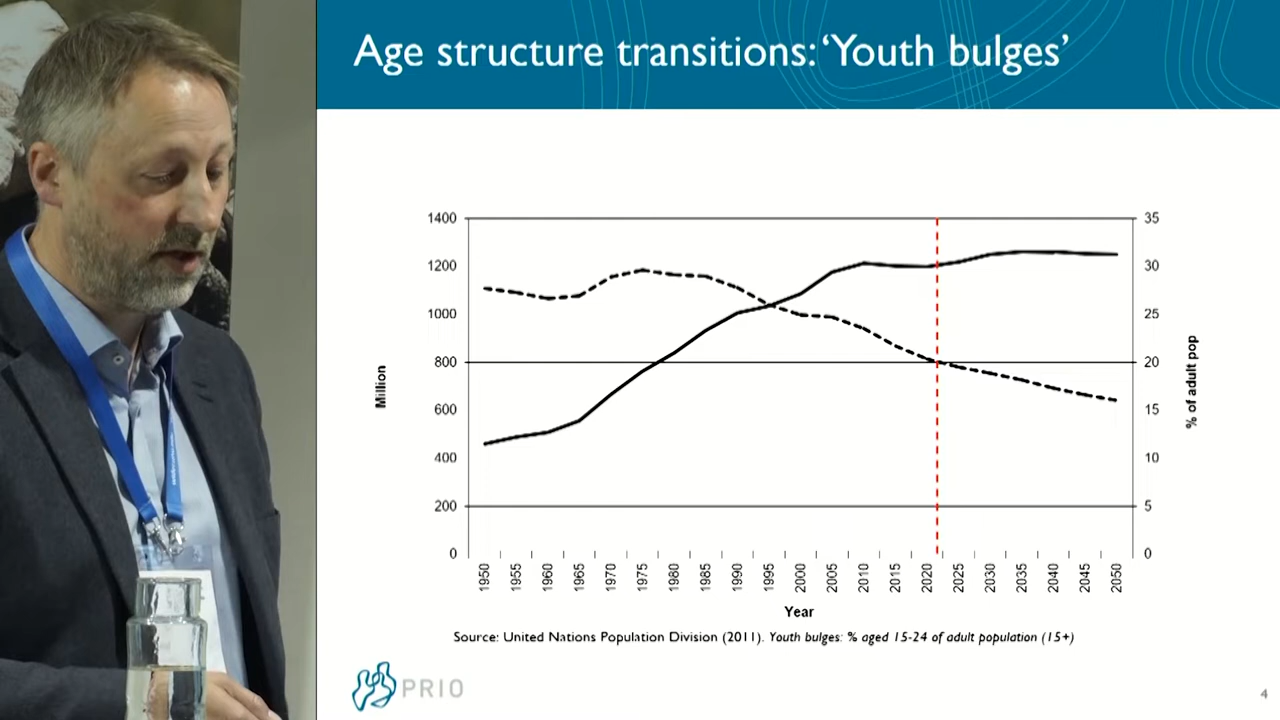 Age structure transitions: ‘Youth bulges’
1400
1200
1000
800
600
400
200
0
Million
35
30
25
20
15
10
5
0
% of adult pop
1950 1955 1960 1965 1970 1975 1980 1985 1990 1995 2000 2005 2010 2015 2020 2025 2030 2035 2040 2045 2050
Year
Source: United Nations Population Division (2011). Youth bulges: % aged 15-24 of adult population (15+)
PRIO
4